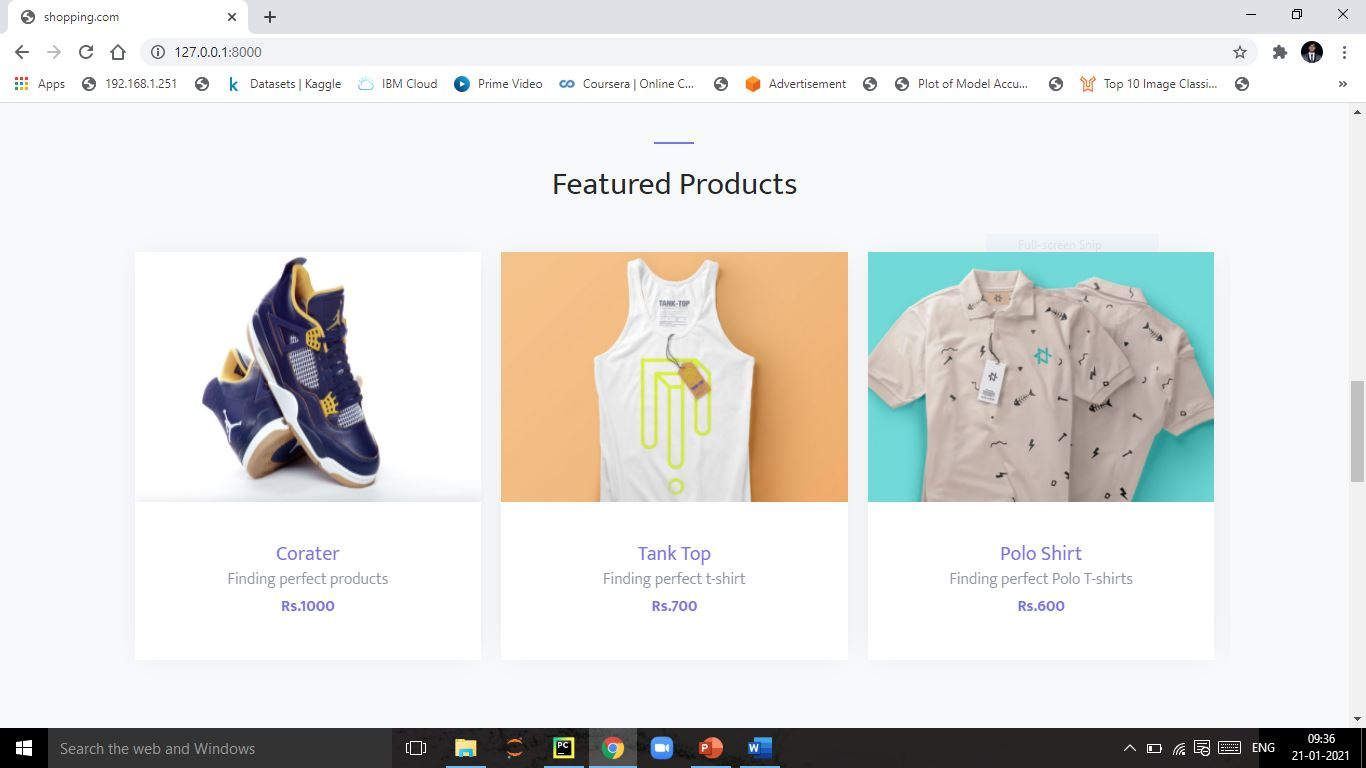 shopping.com
127.0.0.1:8000
Apps
192.168.1.251
Datasets | Kaggle
IBM Cloud
Prime Video
Coursera | Online C...
Advertisement
Plot of Model Accu...
Top 10 Image Classi...
»
Featured Products
Full-screen Snip
TANK-TOP
Corater
Finding perfect products
Rs.1000
Tank Top
Finding perfect t-shirt
Rs.700
Polo Shirt
Finding perfect Polo T-shirts
Rs.600
Search the web and Windows
ENG
09:36
21-01-2021